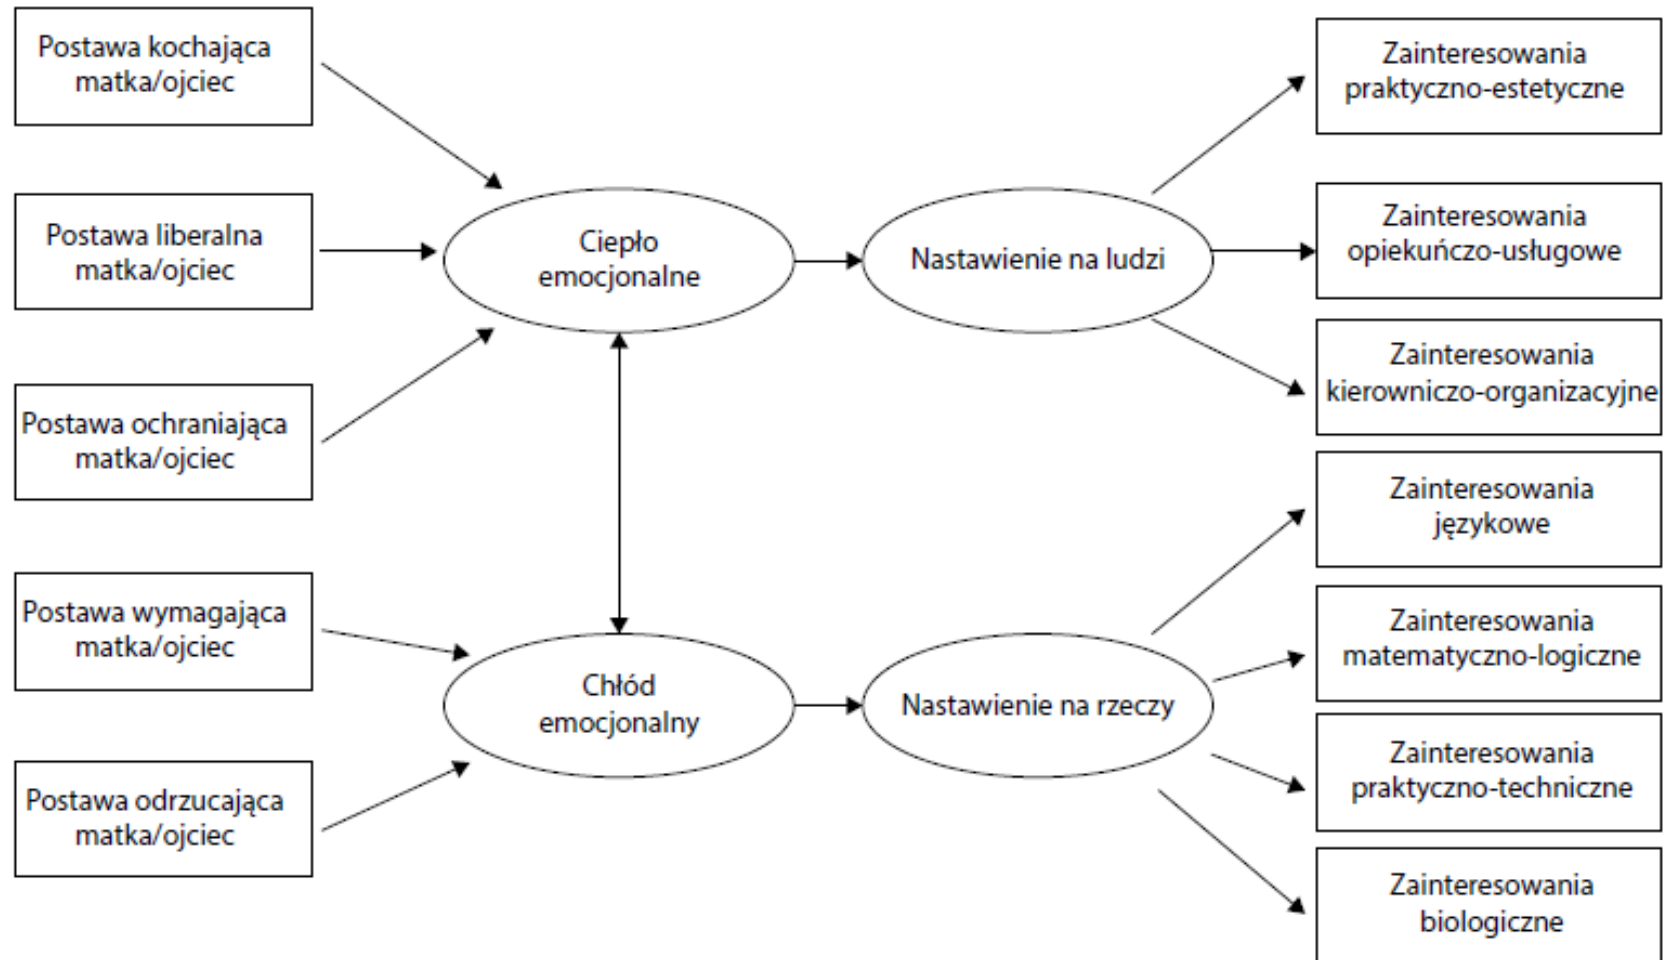 Postawa kochająca
matka/ojciec
Postawa liberalna
matka/ojciec
Postawa ochraniająca
matka/ojciec
Postawa wymagająca
matka/ojciec
Postawa odrzucająca
matka/ojciec
Ciepło
emocjonalne
Chłód
emocjonalny
Nastawienie na ludzi
Nastawienie na rzeczy
Zainteresowania
praktyczno-estetyczne
Zainteresowania
opiekuńczo-usługowe
Zainteresowania
kierowniczo-organizacyjne
Zainteresowania
językowe
Zainteresowania
matematyczno-logiczne
Zainteresowania
praktyczno-techniczne
Zainteresowania
biologiczne